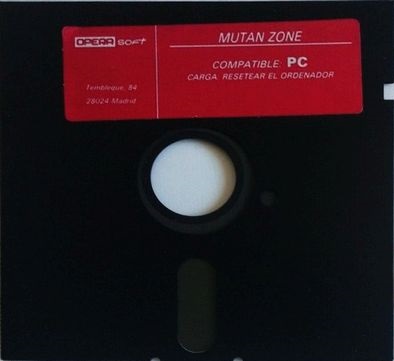 OPERA SOFT
MUTAN ZONE
COMPATIBLE: PC
CARGA: RESETEAR EL ORDENADOR
Tembleque, 84
28024 Madrid